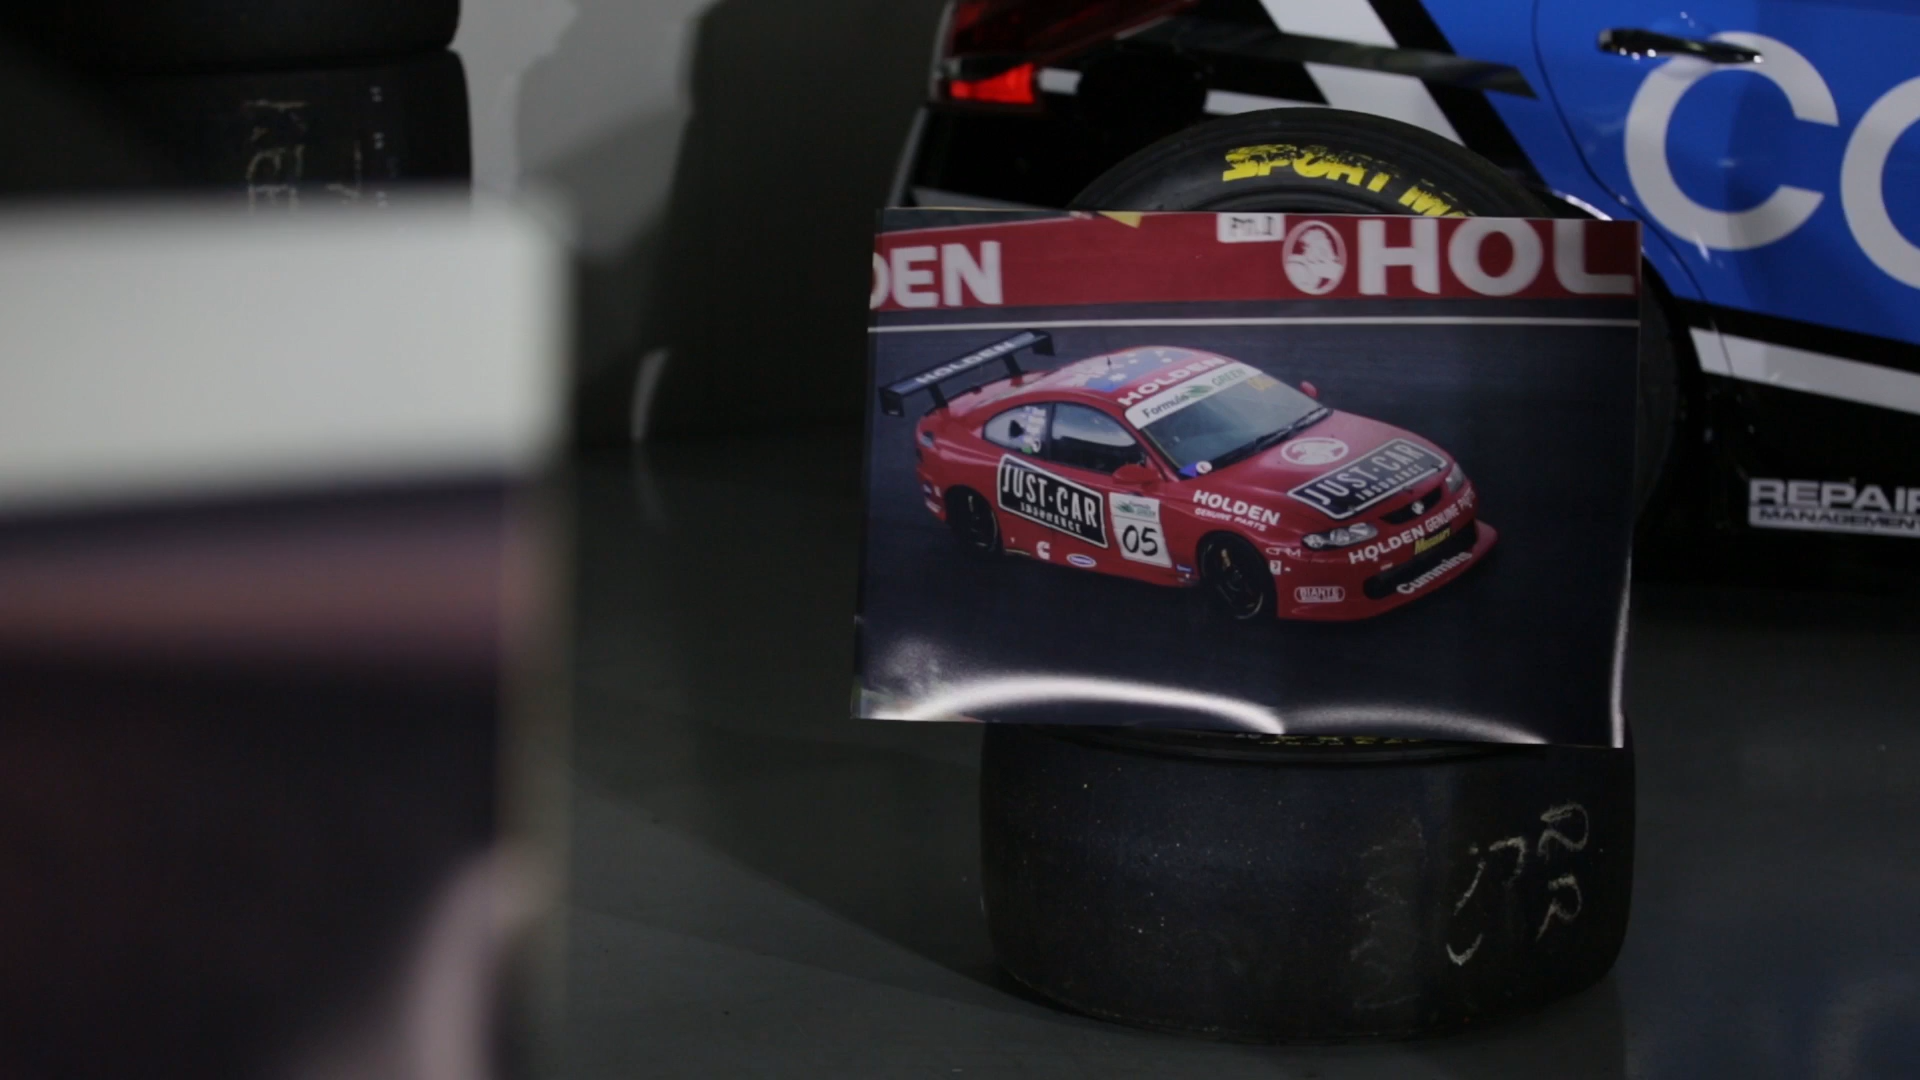 CO
SPORT
DEN
HOL
HOLDEN
HOLDEN
Formula GREEN
JUST·CAR
INSURANCE
JUST·CAR
INSURANCE
05
HOLDEN
GENUINE PARTS
HOLDEN GENUINE
Cummins
BIANTE
REPAIR
MANAGEMENT
R
R